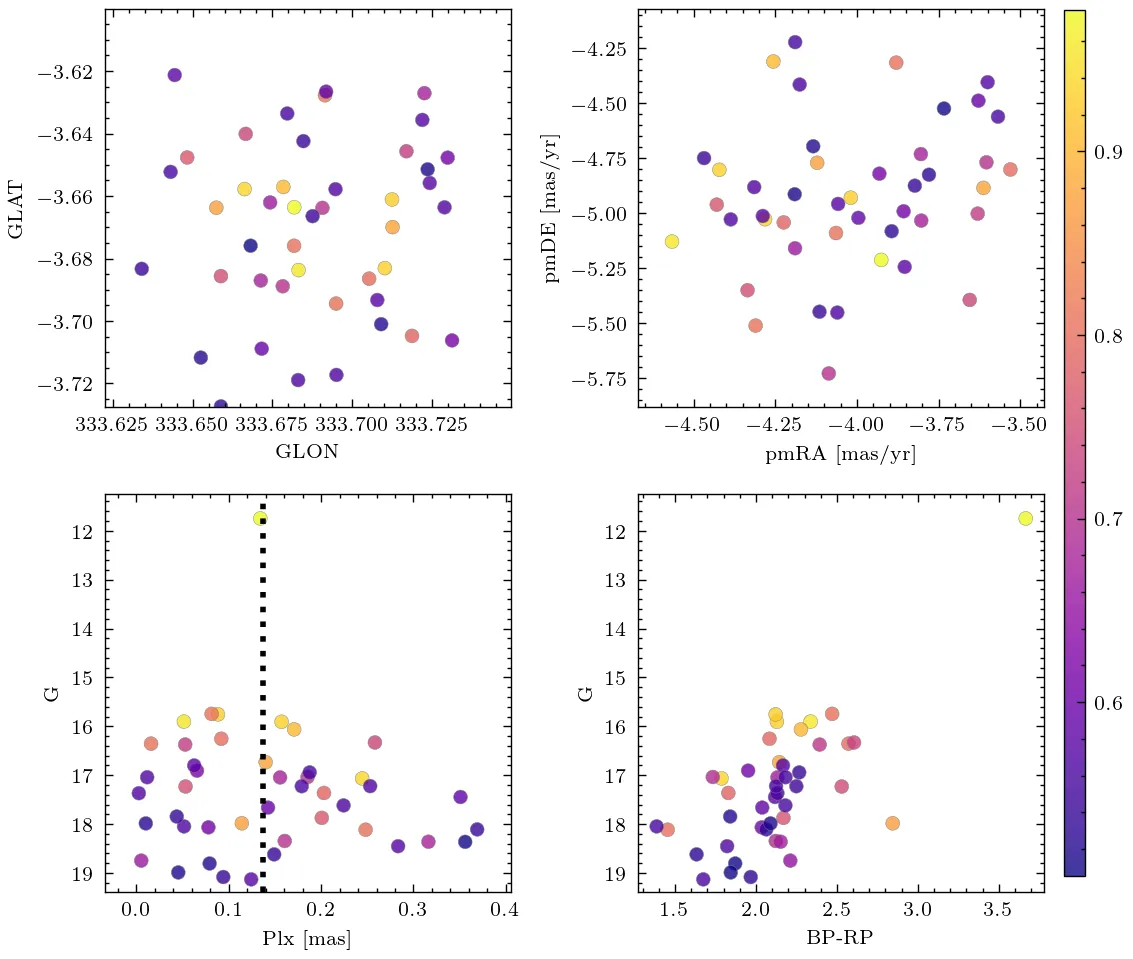 −3.62
−3.64
−3.66
−3.68
−3.70
−3.72
GLAT
333.625 333.650 333.675 333.700 333.725
GLON
−4.25
−4.50
−4.75
−5.00
−5.25
−5.50
−5.75
pmDE [mas/yr]
−4.50 −4.25 −4.00 −3.75 −3.50
pmRA [mas/yr]
0.9
0.8
0.7
0.6
12
13
14
15
16
17
18
19
G
0.0 0.1 0.2 0.3 0.4
Plx [mas]
12
13
14
15
16
17
18
19
G
1.5 2.0 2.5 3.0 3.5
BP-RP